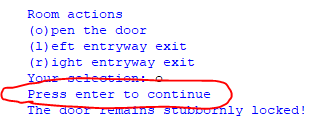 Room actions
(o)pen the door
(l)eft entryway exit
(r)ight entryway exit
Your selection: o
Press enter to continue
The door remains stubbornly locked!